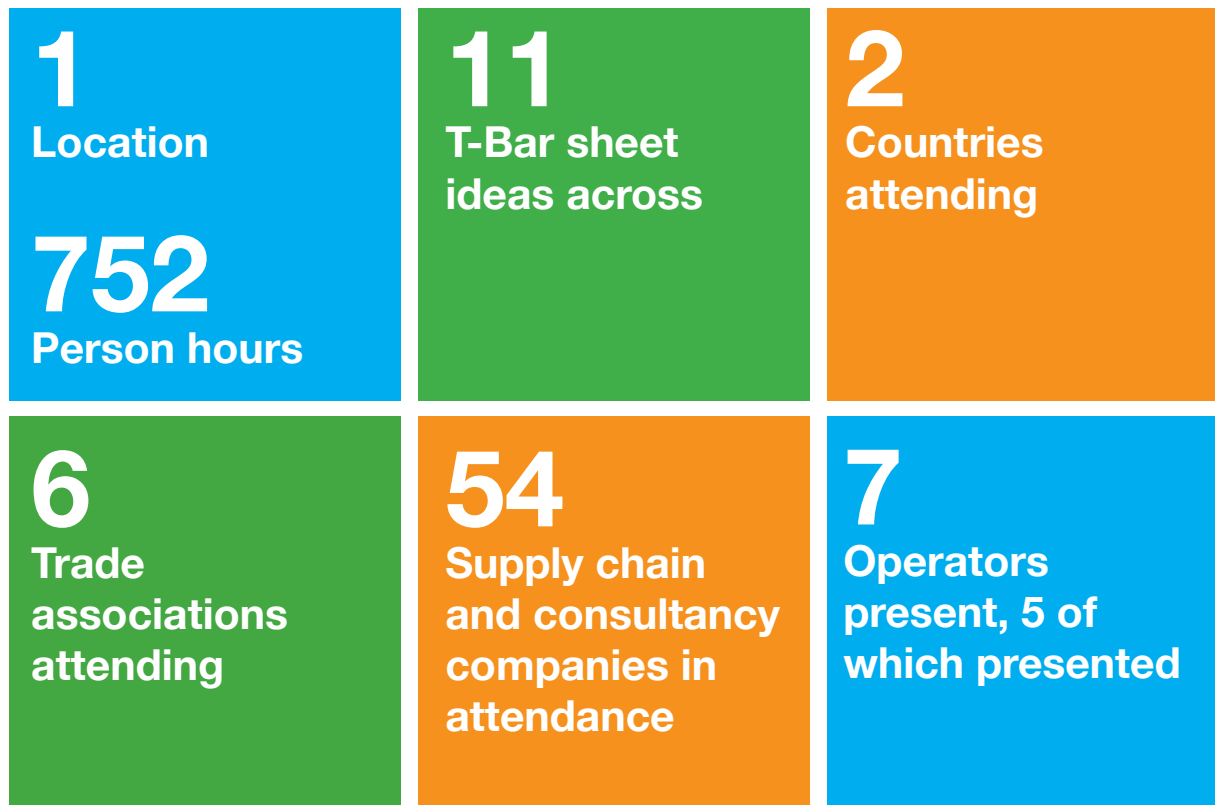 1
Location
752
Person hours
11
T-Bar sheet
ideas across
2
Countries
attending
6
Trade
associations
attending
54
Supply chain
and consultancy
companies in
attendance
7
Operators
present, 5 of
which presented